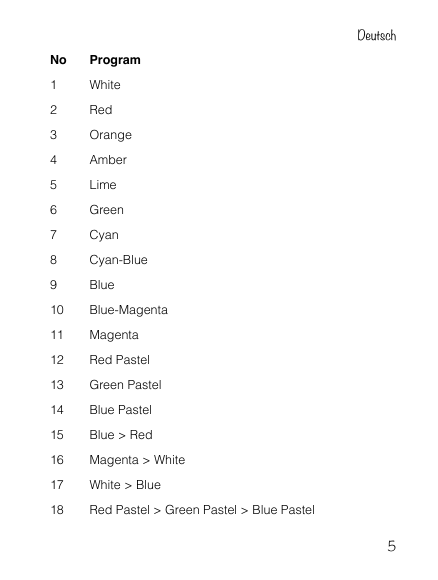 Deutsch
No Program
1 White
2 Red
3 Orange
4 Amber
5 Lime
6 Green
7 Cyan
8 Cyan-Blue
9 Blue
10 Blue-Magenta
11 Magenta
12 Red Pastel
13 Green Pastel
14 Blue Pastel
15 Blue > Red
16 Magenta > White
17 White > Blue
18 Red Pastel > Green Pastel > Blue Pastel
5